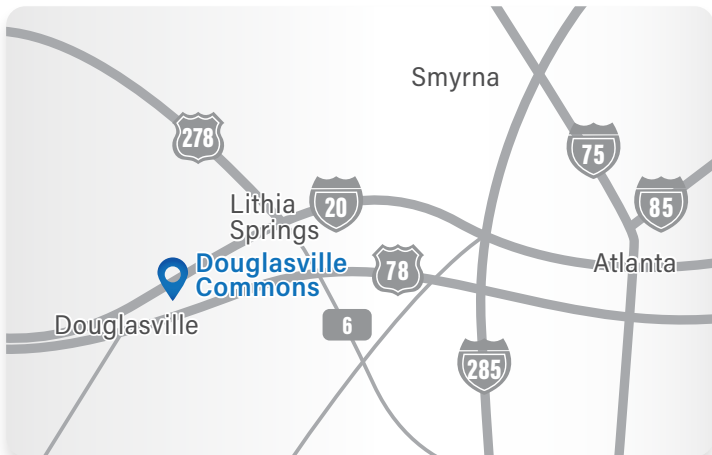 Smyrna
278
75
Lithia
Springs
20
85
Douglasville
Commons
78
Atlanta
Douglasville
6
285